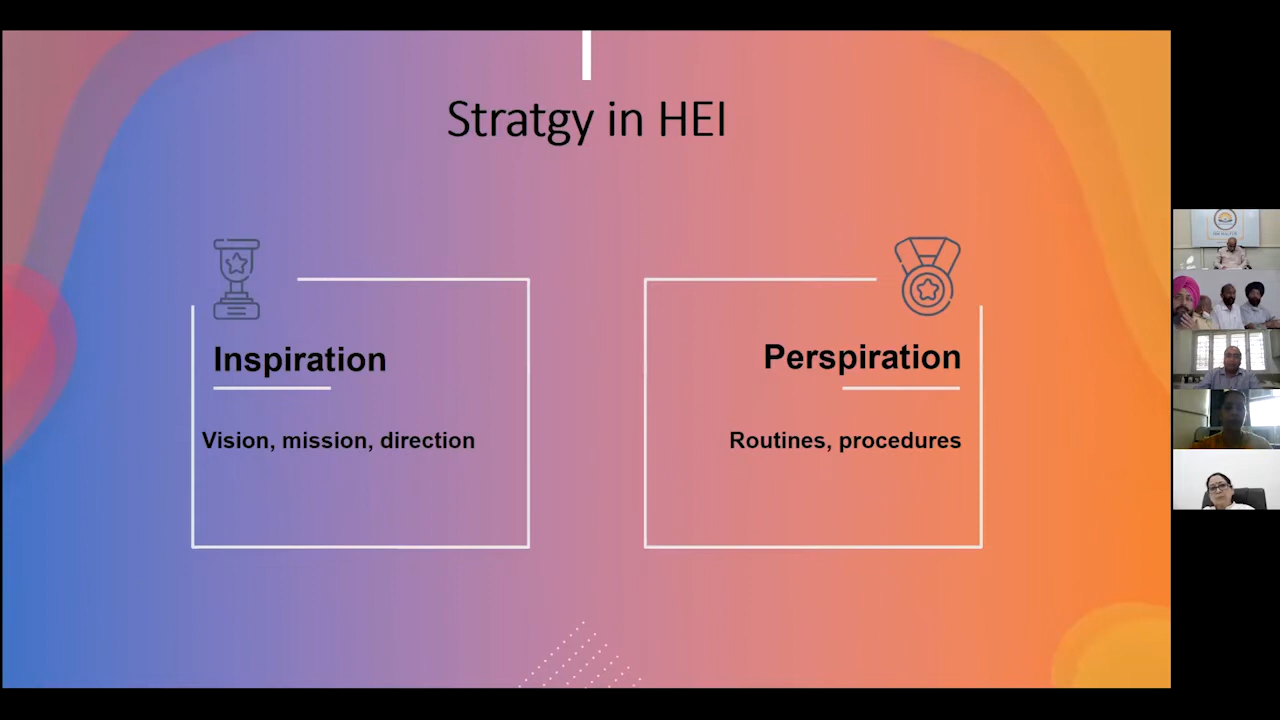 Stratgy in HEI
Inspiration
Vision, mission, direction
Perspiration
Routines, procedures